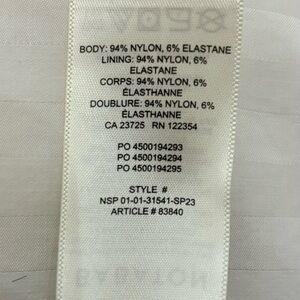 BODY: 94% NYLON, 6% ELASTANE
LINING: 94% NYLON, 6%
ELASTANE
CORPS: 94% NYLON, 6%
ÉLASTHANNE
DOUBLURE: 94% NYLON, 6%
ÉLASTHANNE
CA 23725 RN 122354
PO 4500194293
PO 4500194294
PO 4500194295
STYLE #
NSP 01-01-31541-SP23
ARTICLE # 83840